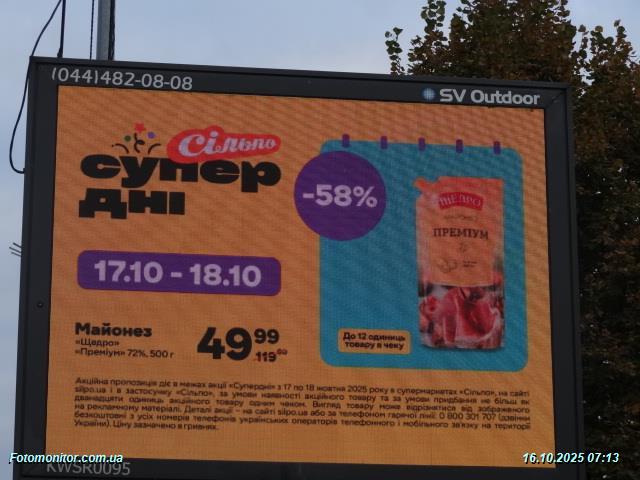 (044)482-08-08
SV Outdoor
Сільпо
супер
дні
-58%
17.10 - 18.10
ЩЕДРО
МАЙОНЕЗ
ПРЕМІУМ
Майонез
«Щедро»
«Преміум» 72%, 500 г
49 99
119
До 12 одиниць
товару в чеку
Акційна пропозиція діє в межах акції «Супердні» з 17 по 18 жовтня 2025 року в супермаркетах «Сільпо», на сайті
silpo.ua і в застосунку «Сільпо», за умови наявності акційного товару та за умови придбання не більш як
дванадцяти одиниць акційного товару одним чеком. Вигляд товару може відрізнятися від зображеного
на рекламному матеріалі. Деталі акції – на сайті silpo.ua або за телефоном гарячої лінії: 0 800 301 707 (дзвінки
безкоштовні з усіх номерів телефонів українських операторів телефонного і мобільного зв'язку на території
України). Ціну зазначено в гривнях.
Fotomonitor.com.ua
KWSR0095
16.10.2025 07:13